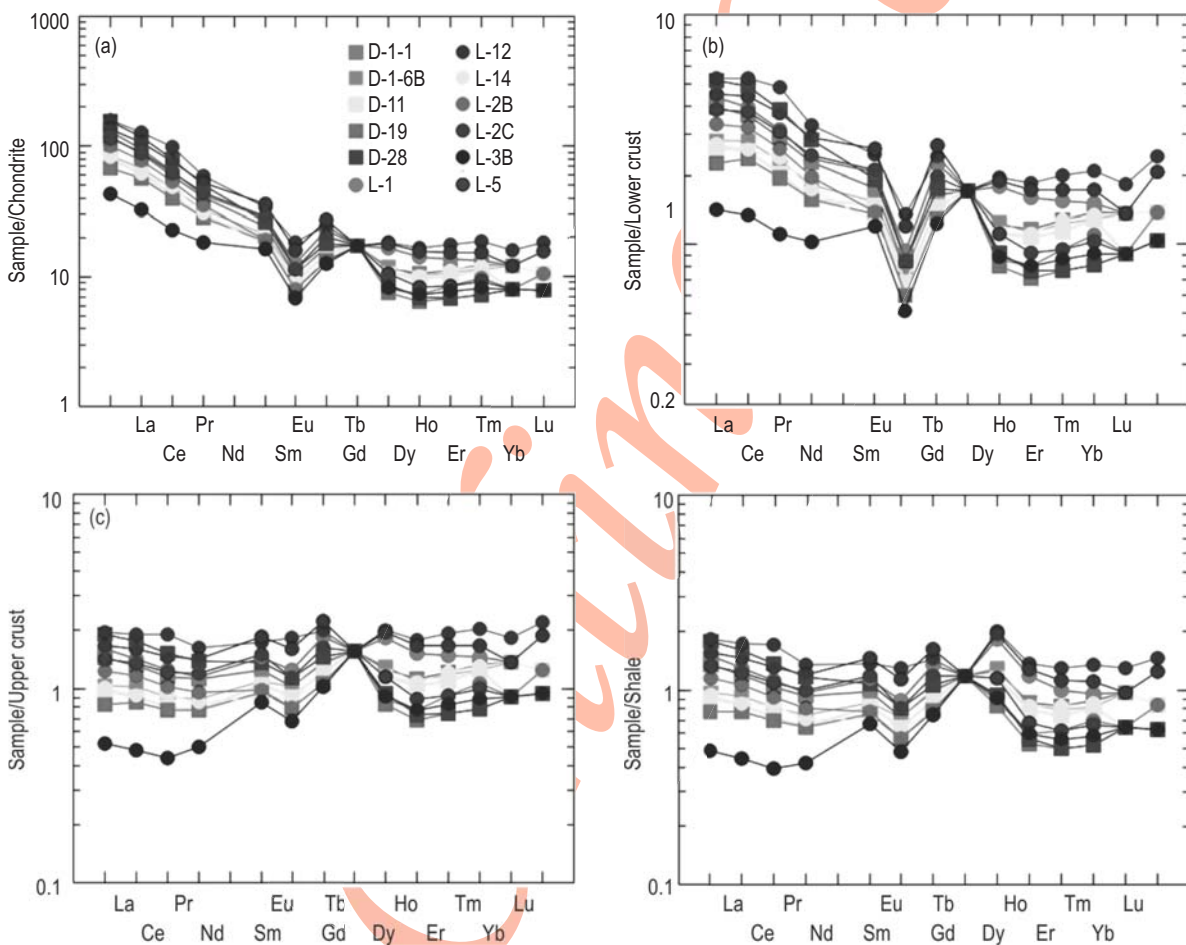 (a)
1000
100
10
1
Sample/Chondrite
D-1-1
D-1-6B
D-11
D-19
D-28
L-1
L-12
L-14
L-2B
L-2C
L-3B
L-5
La Pr Eu Tb Ho Tm Lu
Ce Nd Sm Gd Dy Er Yb
(b)
10
1
0.2
Sample/Lower crust
La Pr Eu Tb Ho Tm Lu
Ce Nd Sm Gd Dy Er Yb
(c)
10
1
0.1
Sample/Upper crust
La Pr Eu Tb Ho Tm Lu
Ce Nd Sm Gd Dy Er Yb
10
1
0.1
Sample/Shale
La Pr Eu Tb Ho Tm Lu
Ce Nd Sm Gd Dy Er Yb